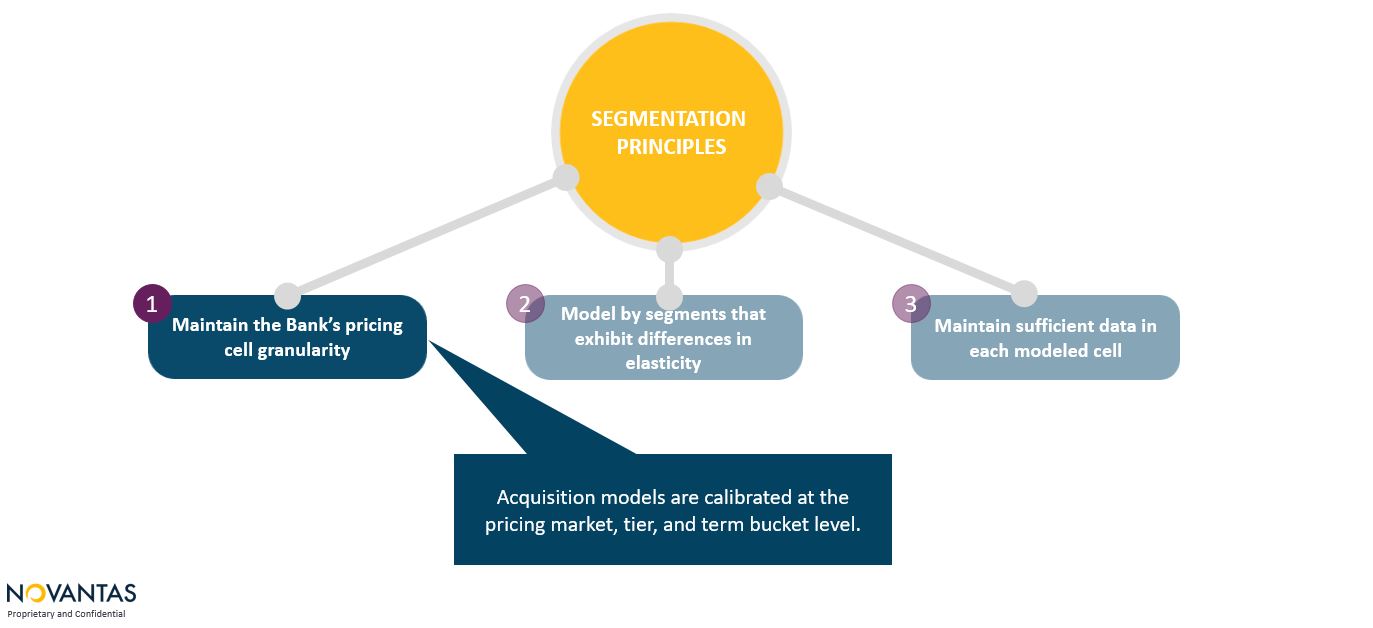 SEGMENTATION
PRINCIPLES
1
Maintain the Bank’s pricing
cell granularity
2
Model by segments that
exhibit differences in
elasticity
3
Maintain sufficient data in
each modeled cell
Acquisition models are calibrated at the
pricing market, tier, and term bucket level.
NOVANTAS
Proprietary and Confidential